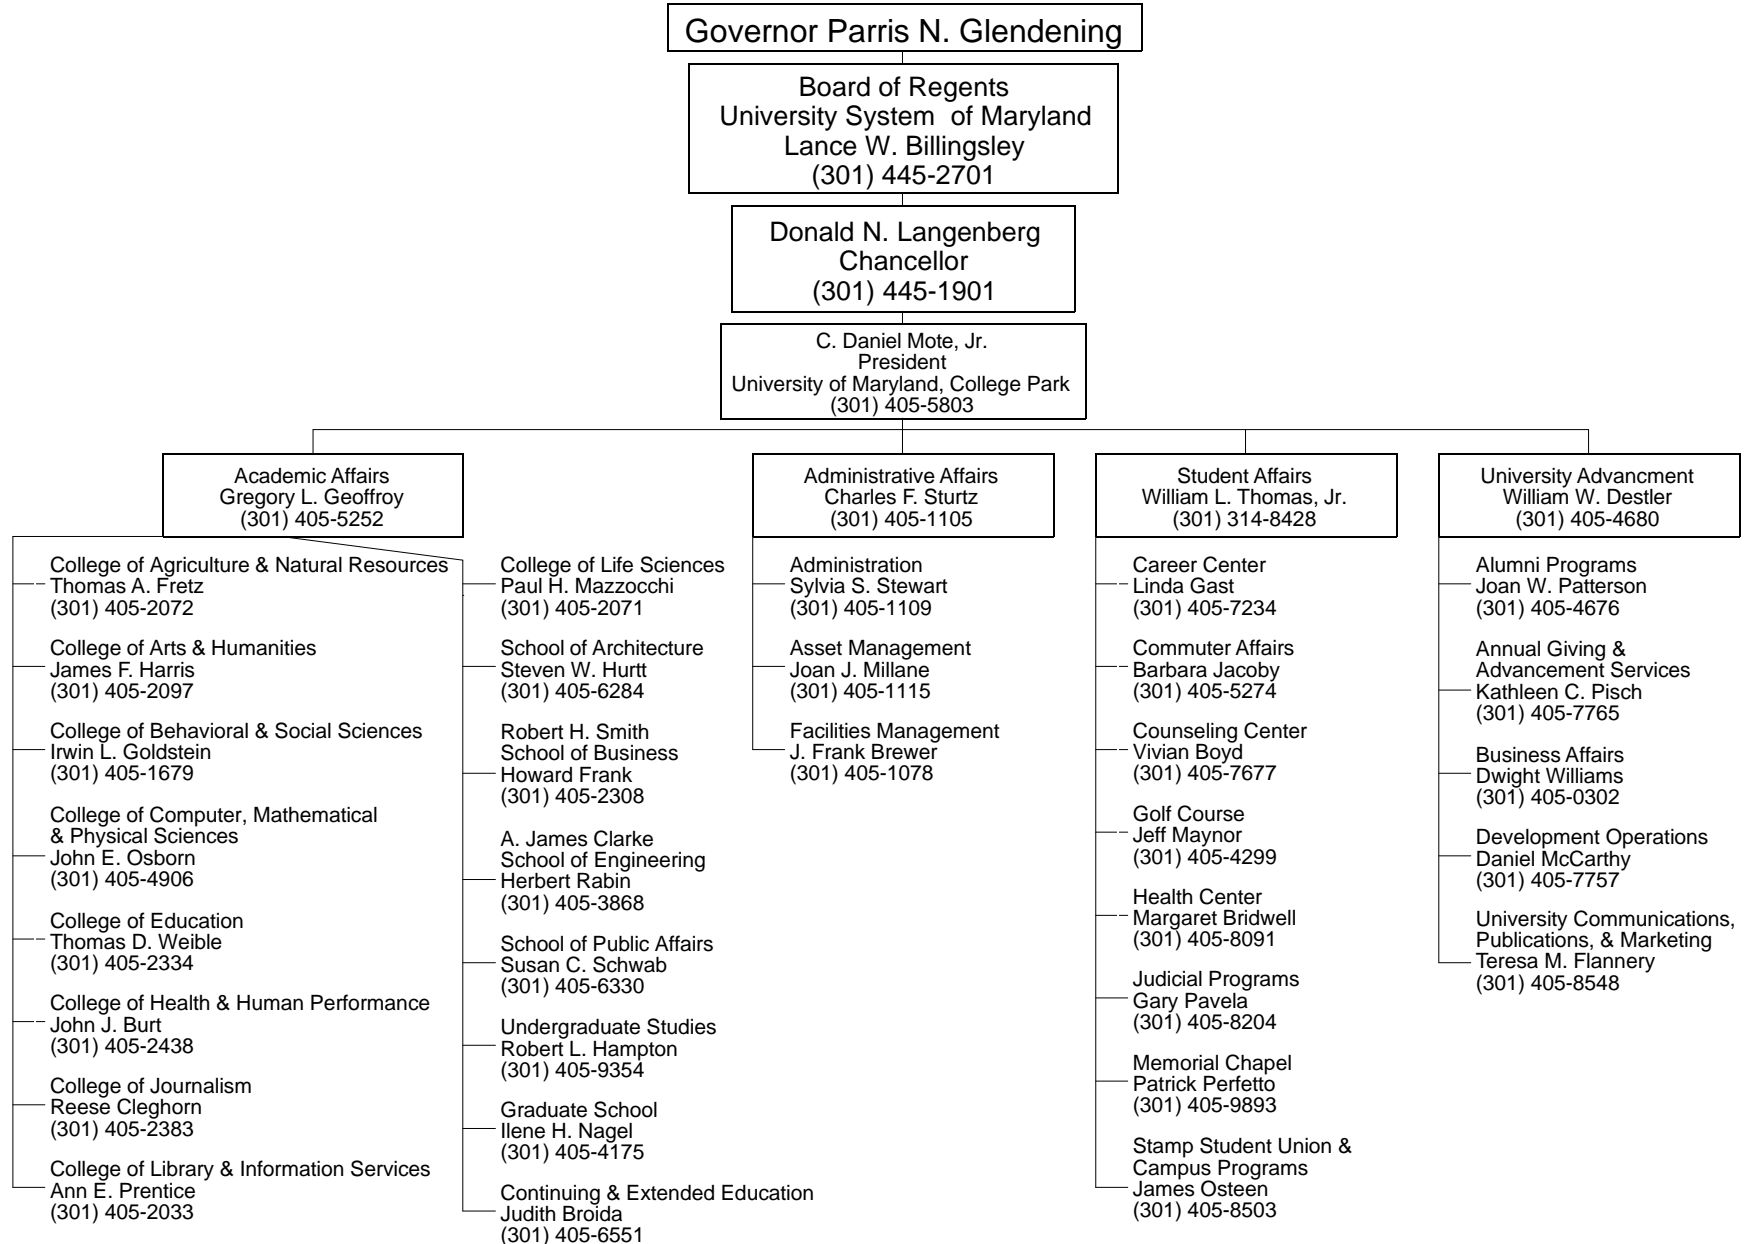 Governor Parris N. Glendening
Board of Regents
University System of Maryland
Lance W. Billingsley
(301) 445-2701
Donald N. Langenberg
Chancellor
(301) 445-1901
C. Daniel Mote, Jr.
President
University of Maryland, College Park
(301) 405-5803
Academic Affairs
Gregory L. Geoffroy
(301) 405-5252
College of Agriculture & Natural Resources
Thomas A. Fretz
(301) 405-2072
College of Arts & Humanities
James F. Harris
(301) 405-2097
College of Behavioral & Social Sciences
Irwin L. Goldstein
(301) 405-1679
College of Computer, Mathematical
& Physical Sciences
John E. Osborn
(301) 405-4906
College of Education
Thomas D. Weible
(301) 405-2334
College of Health & Human Performance
John J. Burt
(301) 405-2438
College of Journalism
Reese Cleghorn
(301) 405-2383
College of Library & Information Services
Ann E. Prentice
(301) 405-2033
College of Life Sciences
Paul H. Mazzocchi
(301) 405-2071
School of Architecture
Steven W. Hurtt
(301) 405-6284
Robert H. Smith
School of Business
Howard Frank
(301) 405-2308
A. James Clarke
School of Engineering
Herbert Rabin
(301) 405-3868
School of Public Affairs
Susan C. Schwab
(301) 405-6330
Undergraduate Studies
Robert L. Hampton
(301) 405-9354
Graduate School
Ilene H. Nagel
(301) 405-4175
Continuing & Extended Education
Judith Broida
(301) 405-6551
Administrative Affairs
Charles F. Sturtz
(301) 405-1105
Administration
Sylvia S. Stewart
(301) 405-1109
Asset Management
Joan J. Millane
(301) 405-1115
Facilities Management
J. Frank Brewer
(301) 405-1078
Student Affairs
William L. Thomas, Jr.
(301) 314-8428
Career Center
Linda Gast
(301) 405-7234
Commuter Affairs
Barbara Jacoby
(301) 405-5274
Counseling Center
Vivian Boyd
(301) 405-7677
Golf Course
Jeff Maynor
(301) 405-4299
Health Center
Margaret Bridwell
(301) 405-8091
Judicial Programs
Gary Pavela
(301) 405-8204
Memorial Chapel
Patrick Perfetto
(301) 405-9893
Stamp Student Union &
Campus Programs
James Osteen
(301) 405-8503
University Advancment
William W. Destler
(301) 405-4680
Alumni Programs
Joan W. Patterson
(301) 405-4676
Annual Giving &
Advancement Services
Kathleen C. Pisch
(301) 405-7765
Business Affairs
Dwight Williams
(301) 405-0302
Development Operations
Daniel McCarthy
(301) 405-7757
University Communications,
Publications, & Marketing
Teresa M. Flannery
(301) 405-8548